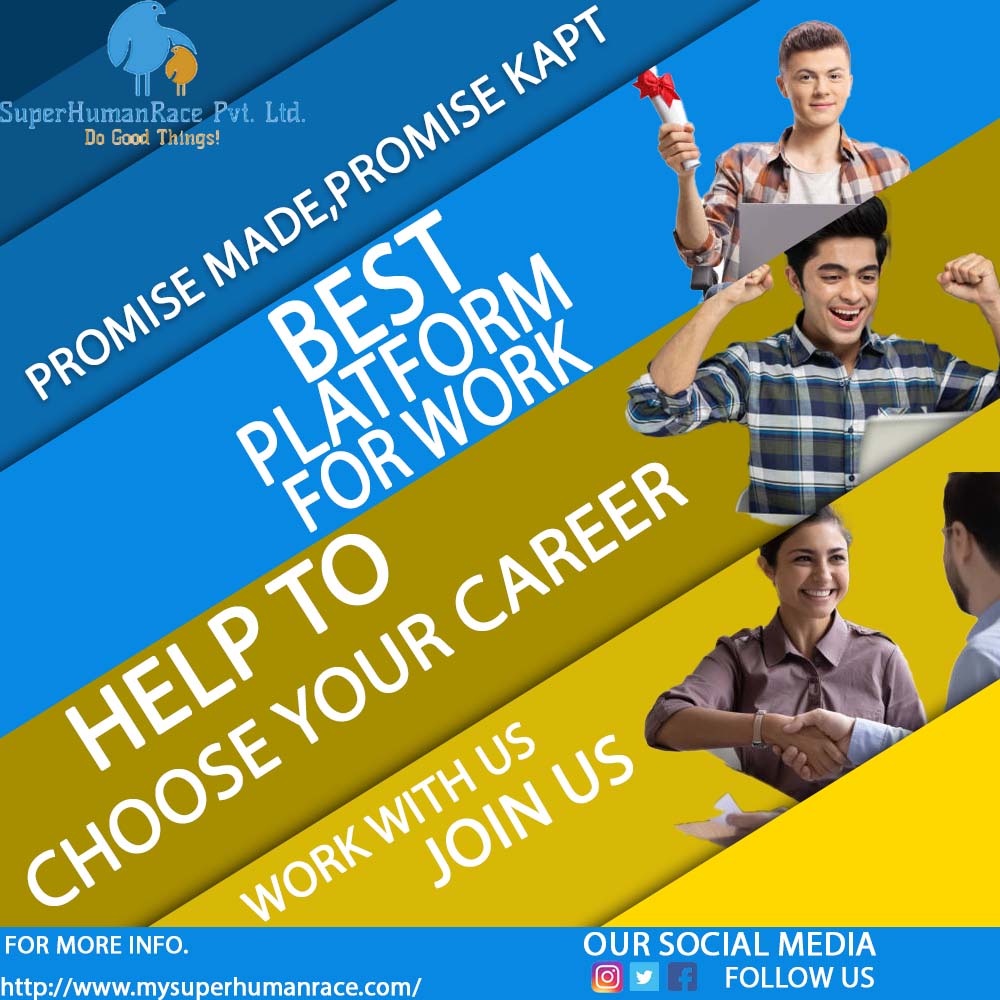 SuperHumanRace Pvt. Ltd.
Do Good Things!
PROMISE MADE,PROMISE KAPT
BEST
PLATFORM
FOR WORK
HELP TO
CHOOSE YOUR CAREER
WORK WITH US
JOIN US
FOR MORE INFO.
http://www.mysuperhumanrace.com/
OUR SOCIAL MEDIA
FOLLOW US